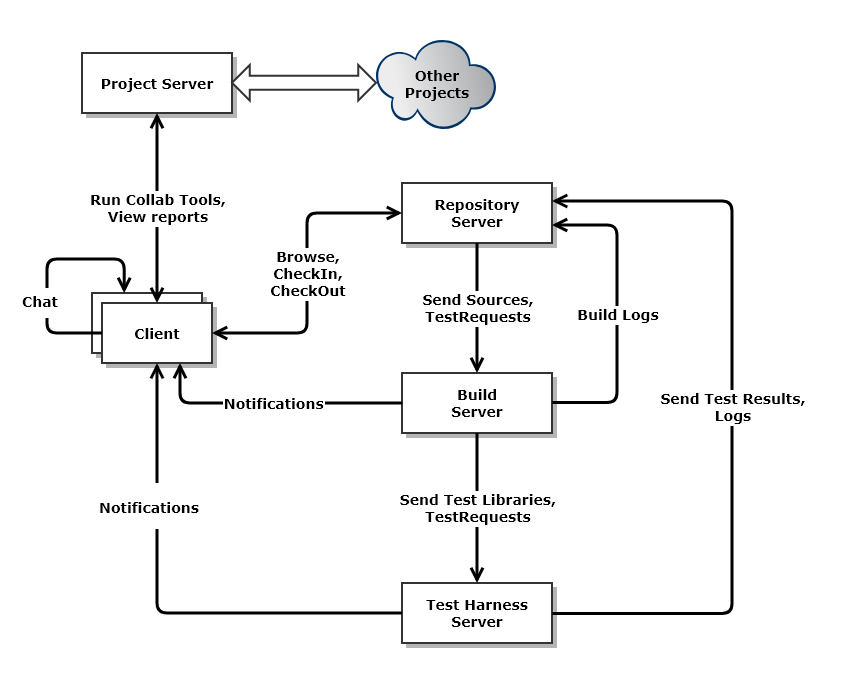 Project Server
Other
Projects
Run Collab Tools,
View reports
Repository
Server
Browse,
CheckIn,
CheckOut
Chat
Client
Send Sources,
TestRequests
Build Logs
Notifications
Build
Server
Send Test Results,
Logs
Notifications
Send Test Libraries,
TestRequests
Test Harness
Server